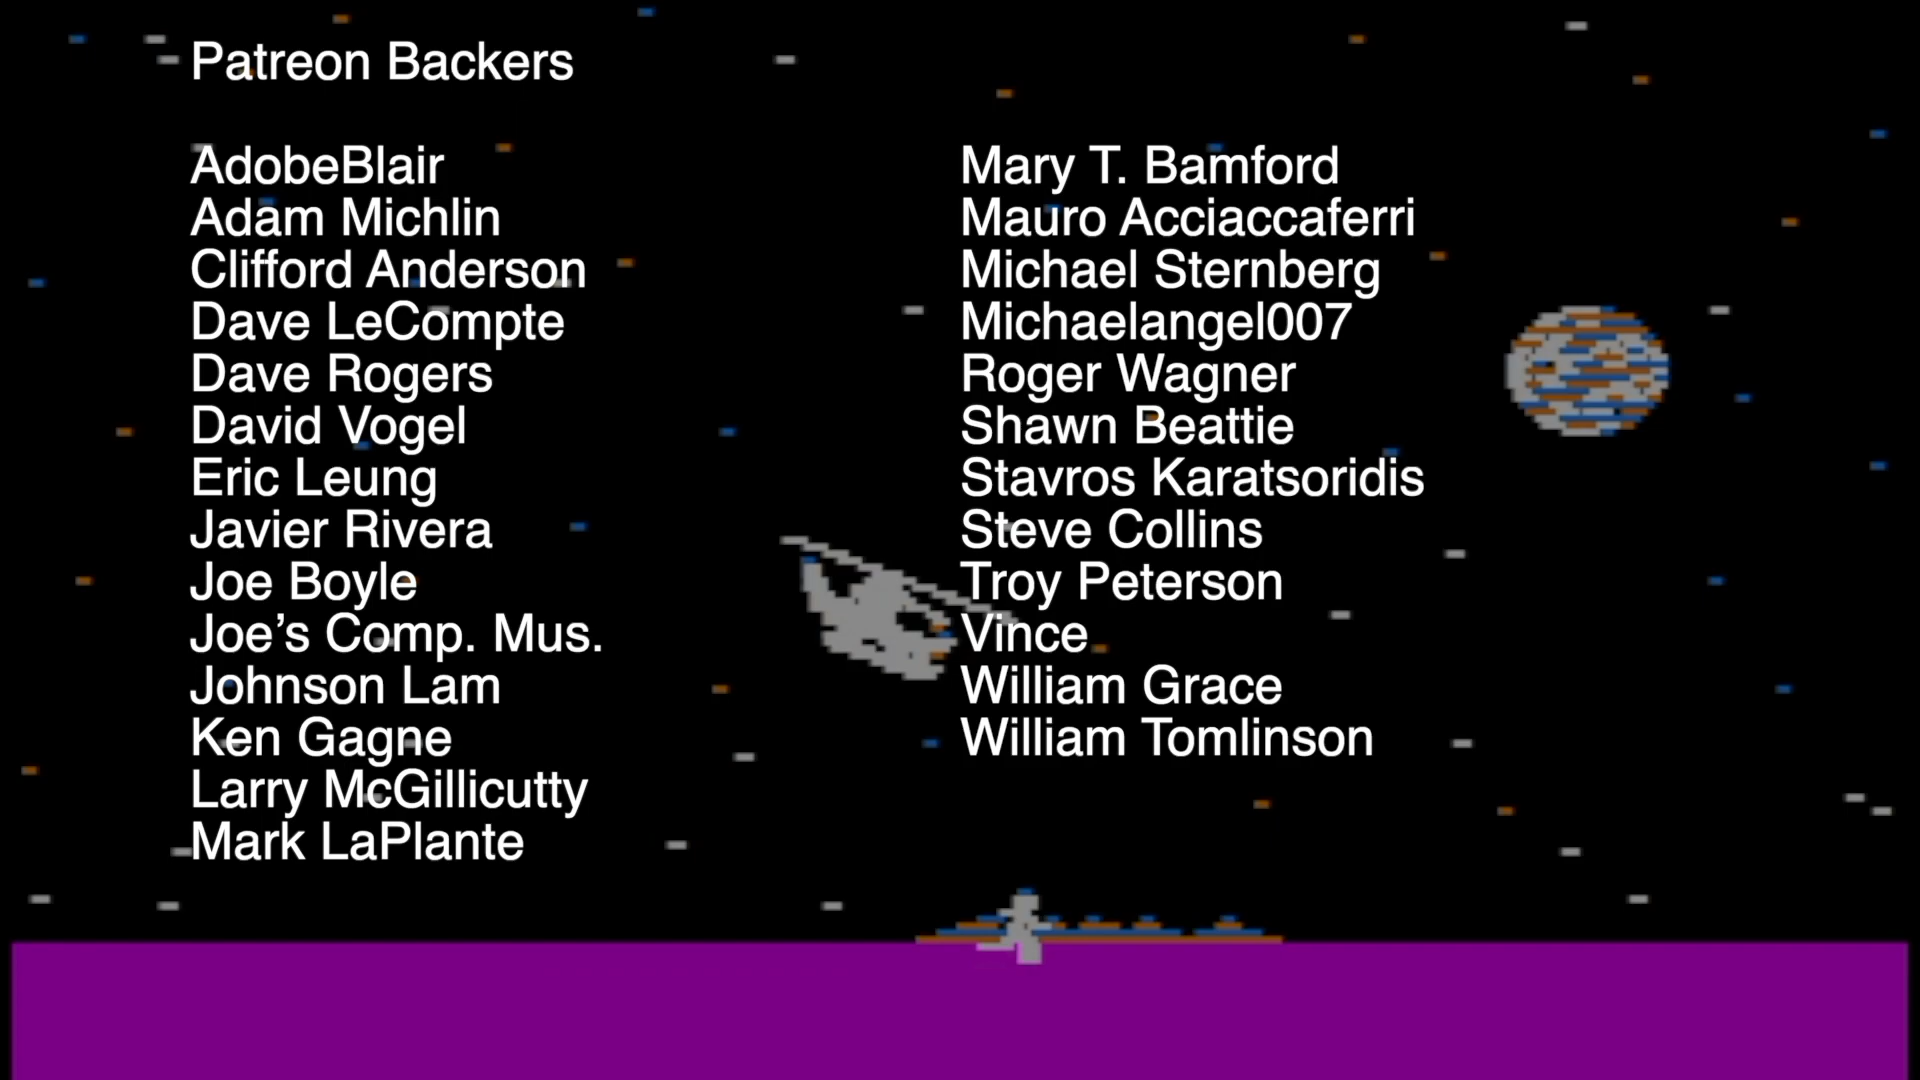 Patreon Backers
AdobeBlair
Adam Michlin
Clifford Anderson
Dave LeCompte
Dave Rogers
David Vogel
Eric Leung
Javier Rivera
Joe Boyle
Joe’s Comp. Mus.
Johnson Lam
Ken Gagne
Larry McGillicutty
Mark LaPlante
Mary T. Bamford
Mauro Acciaccaferri
Michael Sternberg
Michaelangel007
Roger Wagner
Shawn Beattie
Stavros Karatsoridis
Steve Collins
Troy Peterson
Vince
William Grace
William Tomlinson